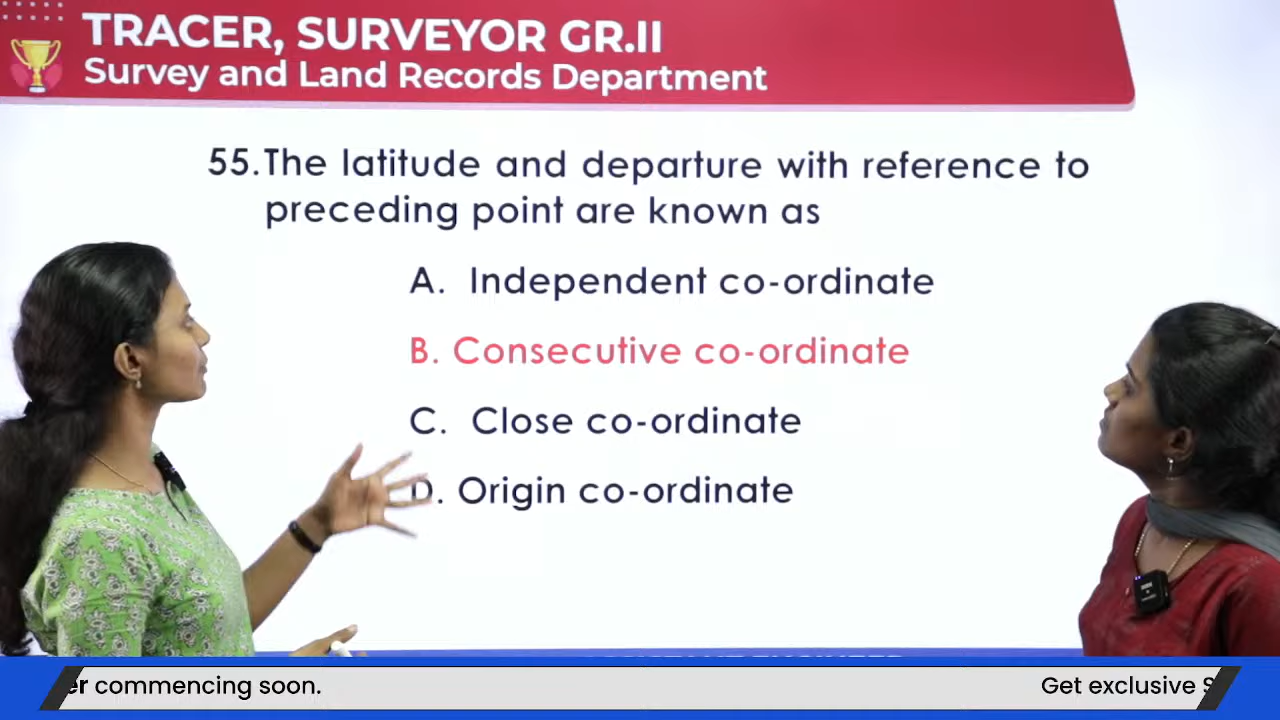 TRACER, SURVEYOR GR.II
Survey and Land Records Department
55.The latitude and departure with reference to
preceding point are known as
A. Independent co-ordinate
B. Consecutive co-ordinate
C. Close co-ordinate
D. Origin co-ordinate
commencing soon.
Get exclusive